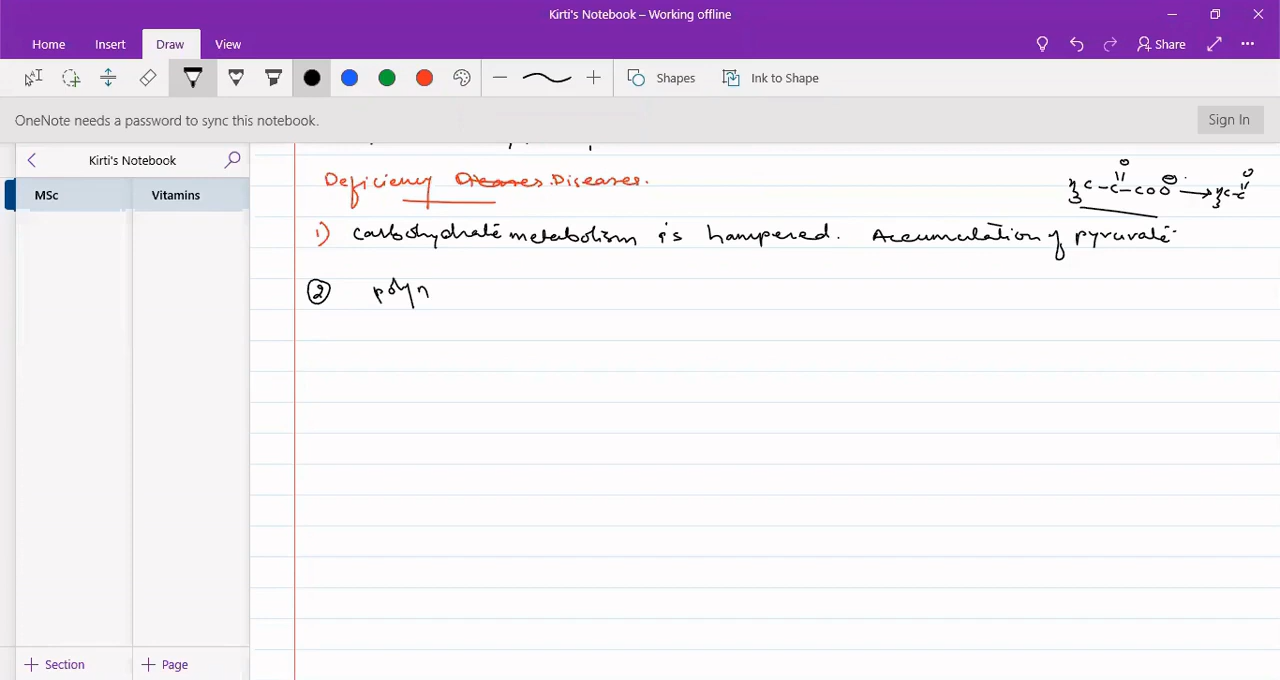 Kirti's Notebook – Working offline
Home Insert Draw View Share
Shapes Ink to Shape
OneNote needs a password to sync this notebook. Sign In
Kirti's Notebook
MSc Vitamins
Deficiency Diseases. Diseases.
1) carbohydrate metabolism is hampered. Accumulation of pyruvate
② polyn
+ Section + Page